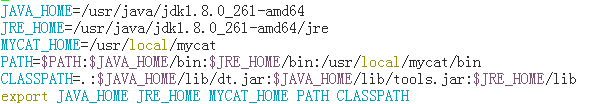 JAVA_HOME=/usr/java/jdk1.8.0_261-amd64
JRE_HOME=/usr/java/jdk1.8.0_261-amd64/jre
MYCAT_HOME=/usr/local/mycat
PATH=$PATH:$JAVA_HOME/bin:$JRE_HOME/bin:/usr/local/mycat/bin
CLASSPATH=.:$JAVA_HOME/lib/dt.jar:$JAVA_HOME/lib/tools.jar:$JRE_HOME/lib
export JAVA_HOME JRE_HOME MYCAT_HOME PATH CLASSPATH